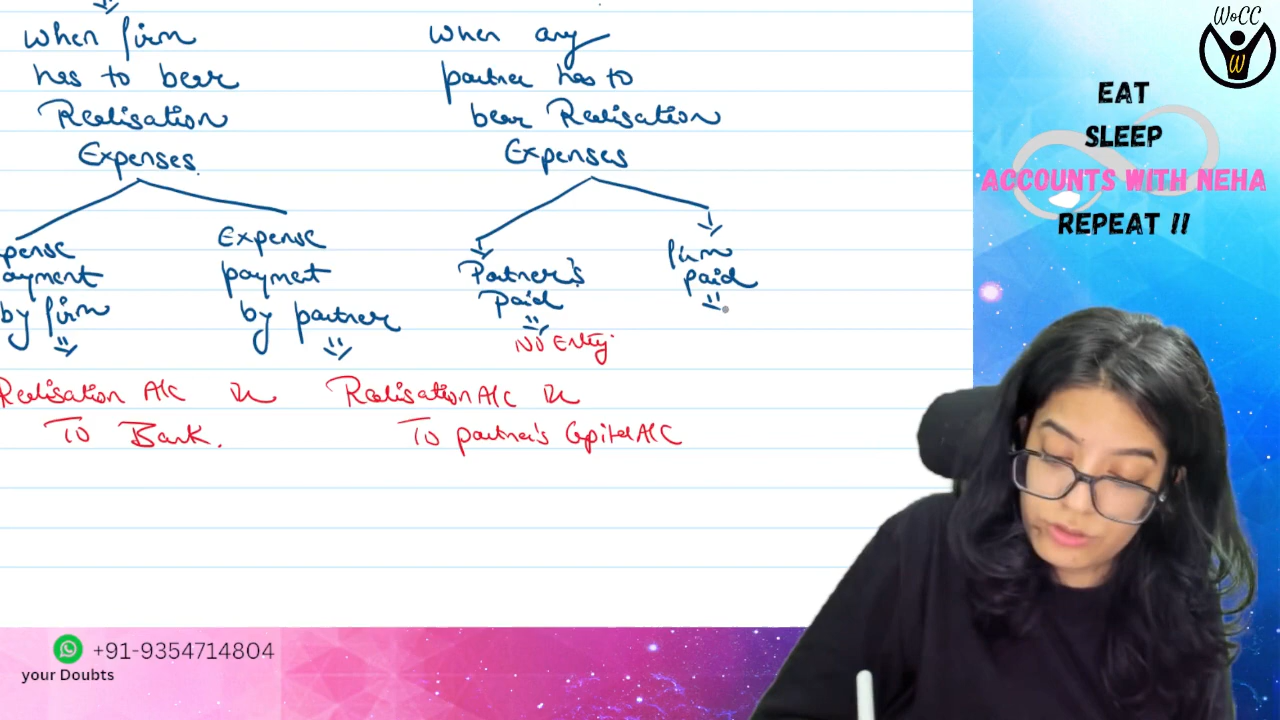 When firm
has to bear
Realisation
Expenses.
pense
ayment
by firm
Expense
payment
by partner
When any
partner has to
bear Realisation
Expenses
Partner's
Paid
No Entry.
firm
paid
Realisation A/C Dr
To Bank.
Realisation A/C Dr
To partner's Capital A/C
WoCC
W
EAT
SLEEP
ACCOUNTS WITH NEHA
REPEAT !!
+91-9354714804
your Doubts